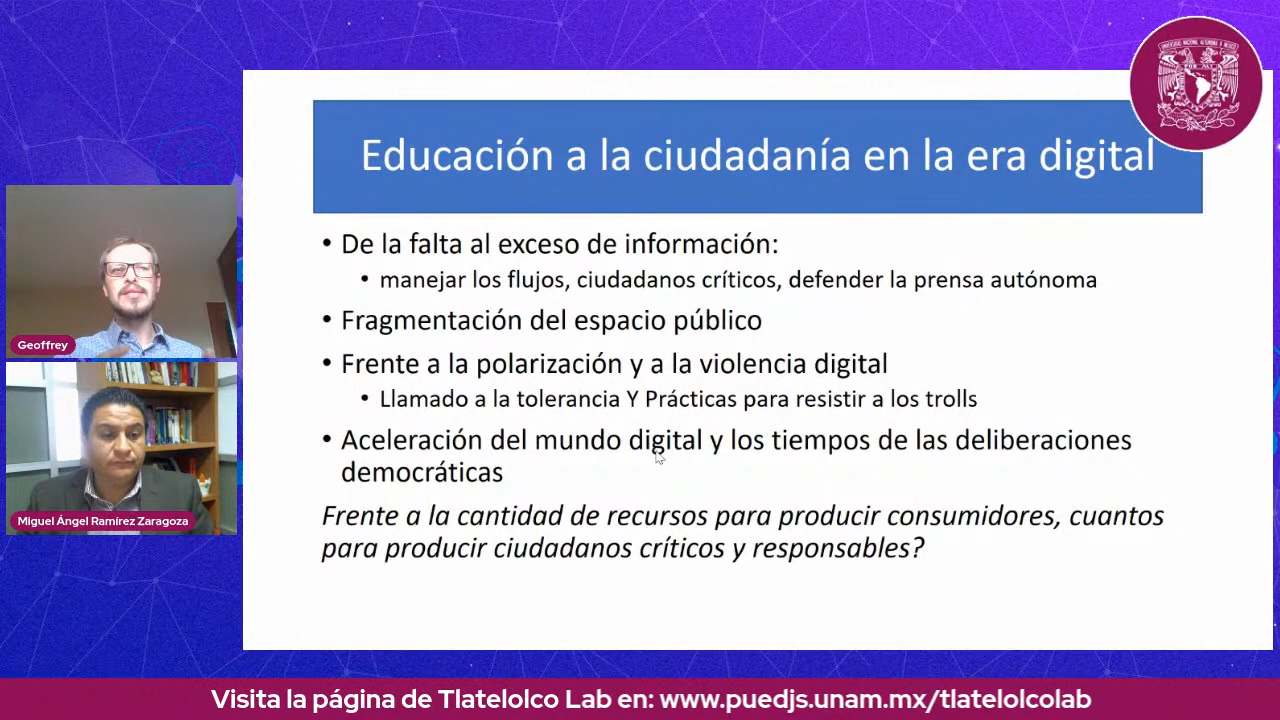 Educación a la ciudadanía en la era digital
• De la falta al exceso de información:
• manejar los flujos, ciudadanos críticos, defender la prensa autónoma
• Fragmentación del espacio público
• Frente a la polarización y a la violencia digital
• Llamado a la tolerancia Y Prácticas para resistir a los trolls
• Aceleración del mundo digital y los tiempos de las deliberaciones
democráticas
Frente a la cantidad de recursos para producir consumidores, cuantos
para producir ciudadanos críticos y responsables?
Geoffrey
Miguel Ángel Ramírez Zaragoza
Visita la página de Tlatelolco Lab en: www.puedjs.unam.mx/tlatelolcolab